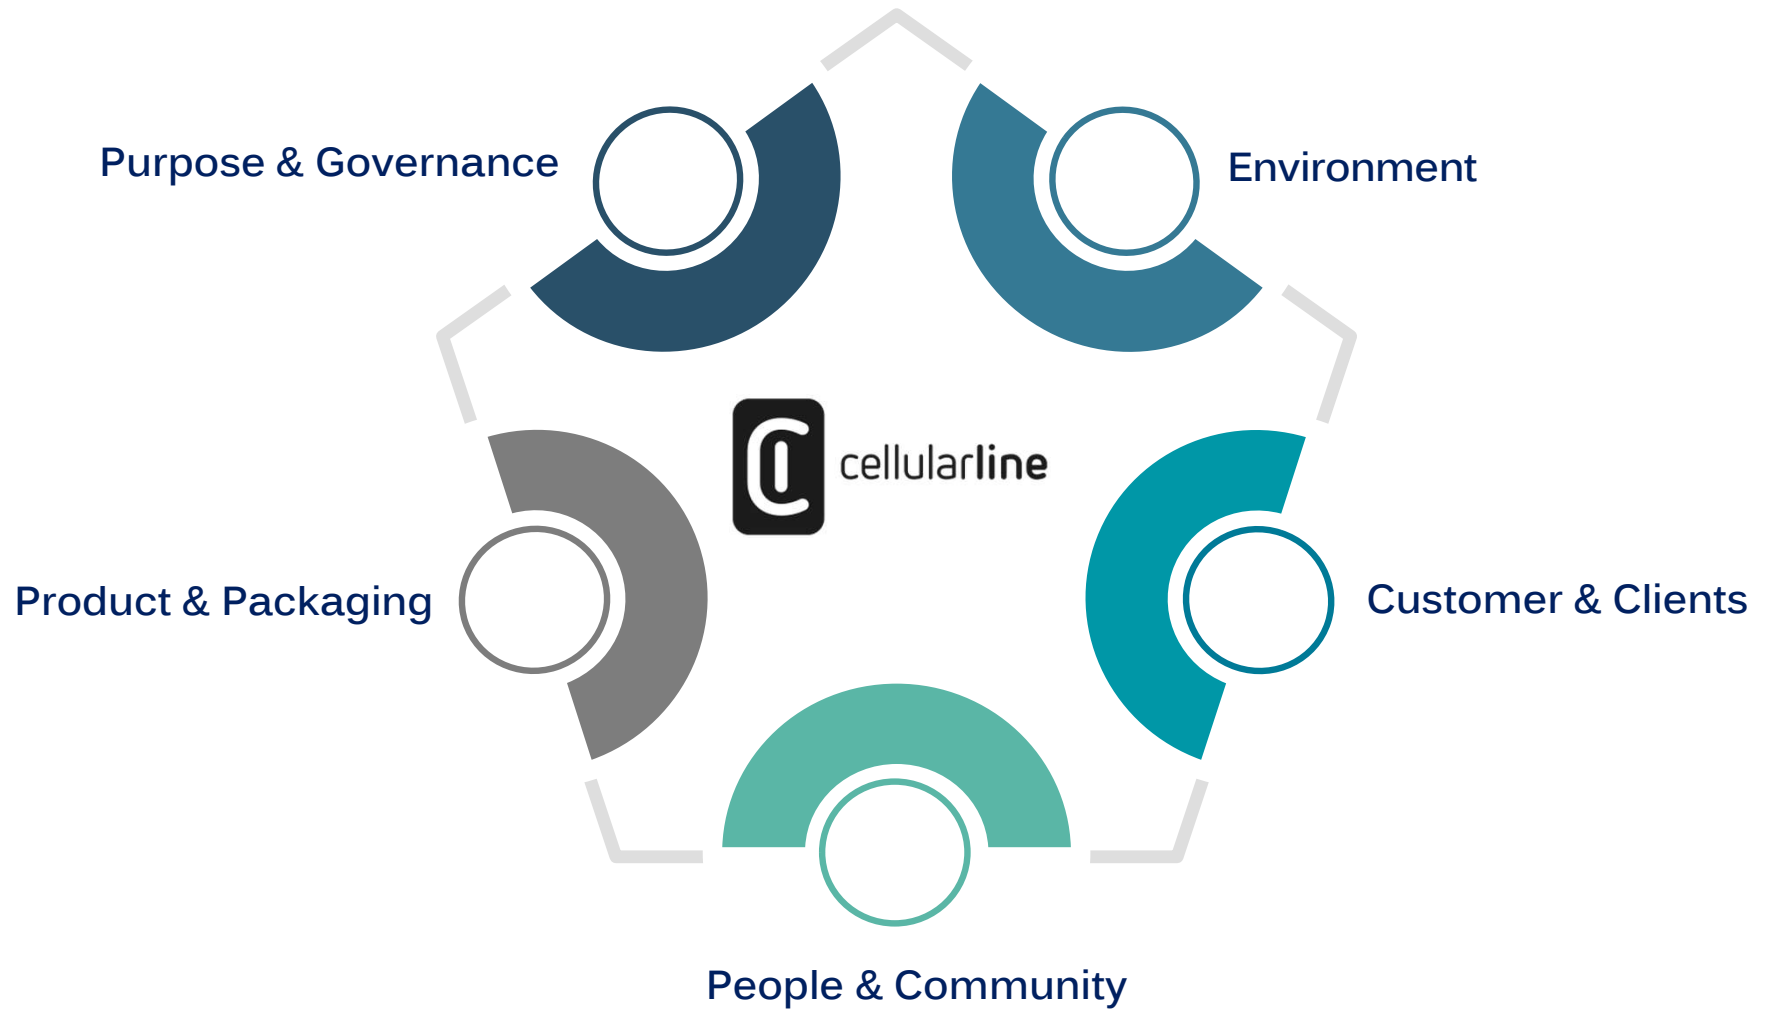 Purpose & Governance
Environment
cellularline
Product & Packaging
Customer & Clients
People & Community